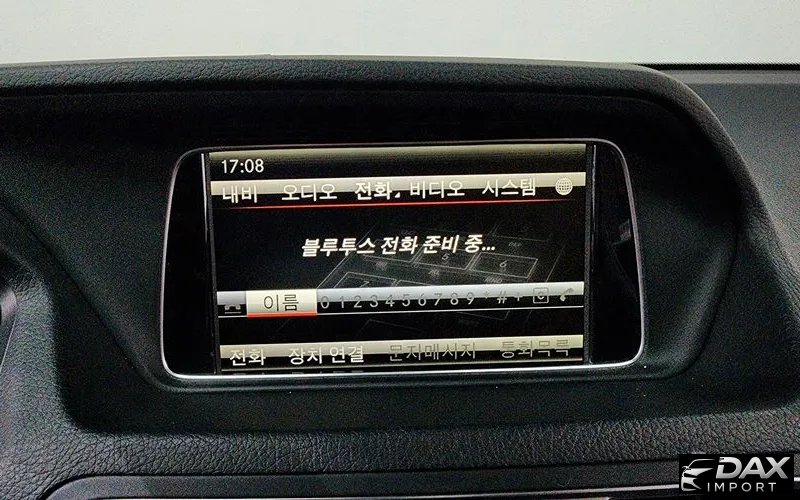 17:08
내비 오디오 전화 비디오 시스템
블루투스 전화 준비 중...
이름 0 1 2 3 4 5 6 7 8 9 * # +
전화 장치 연결 문자메시지 통화목록
DAX
IMPORT